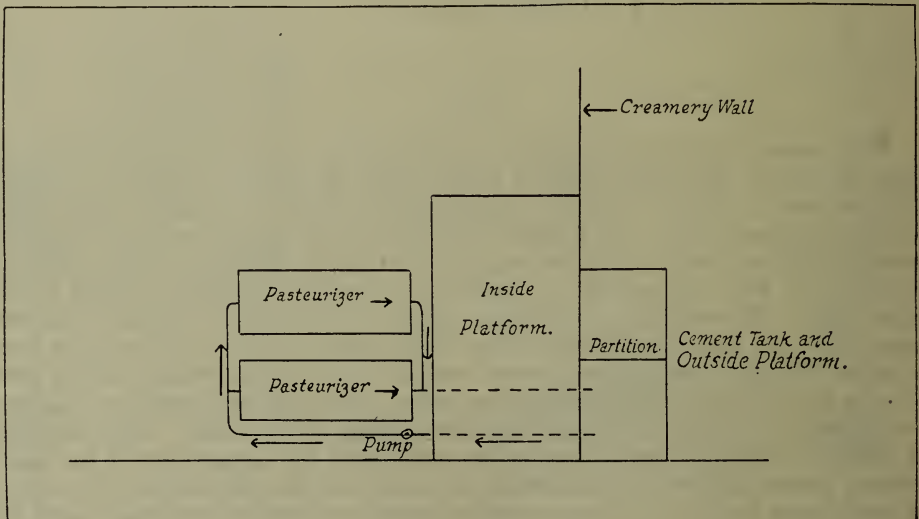 Creamery Wall
Pasteurizer
Inside
Platform.
Partition.
Cement Tank and
Outside Platform.
Pasteurizer
Pump